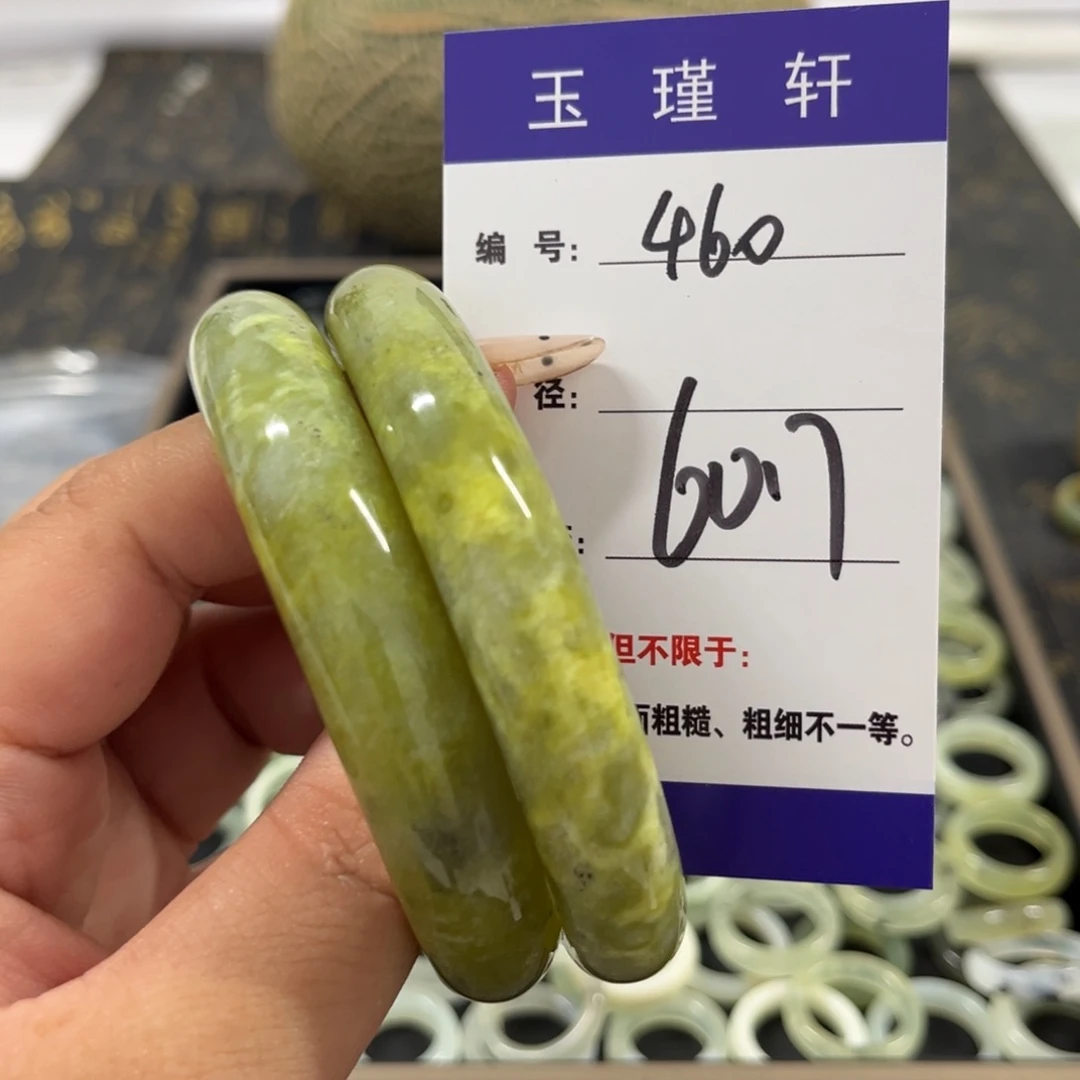 玉瑾轩
编号: 460
径:
60.7
但不限于:
面粗糙、粗细不一等。